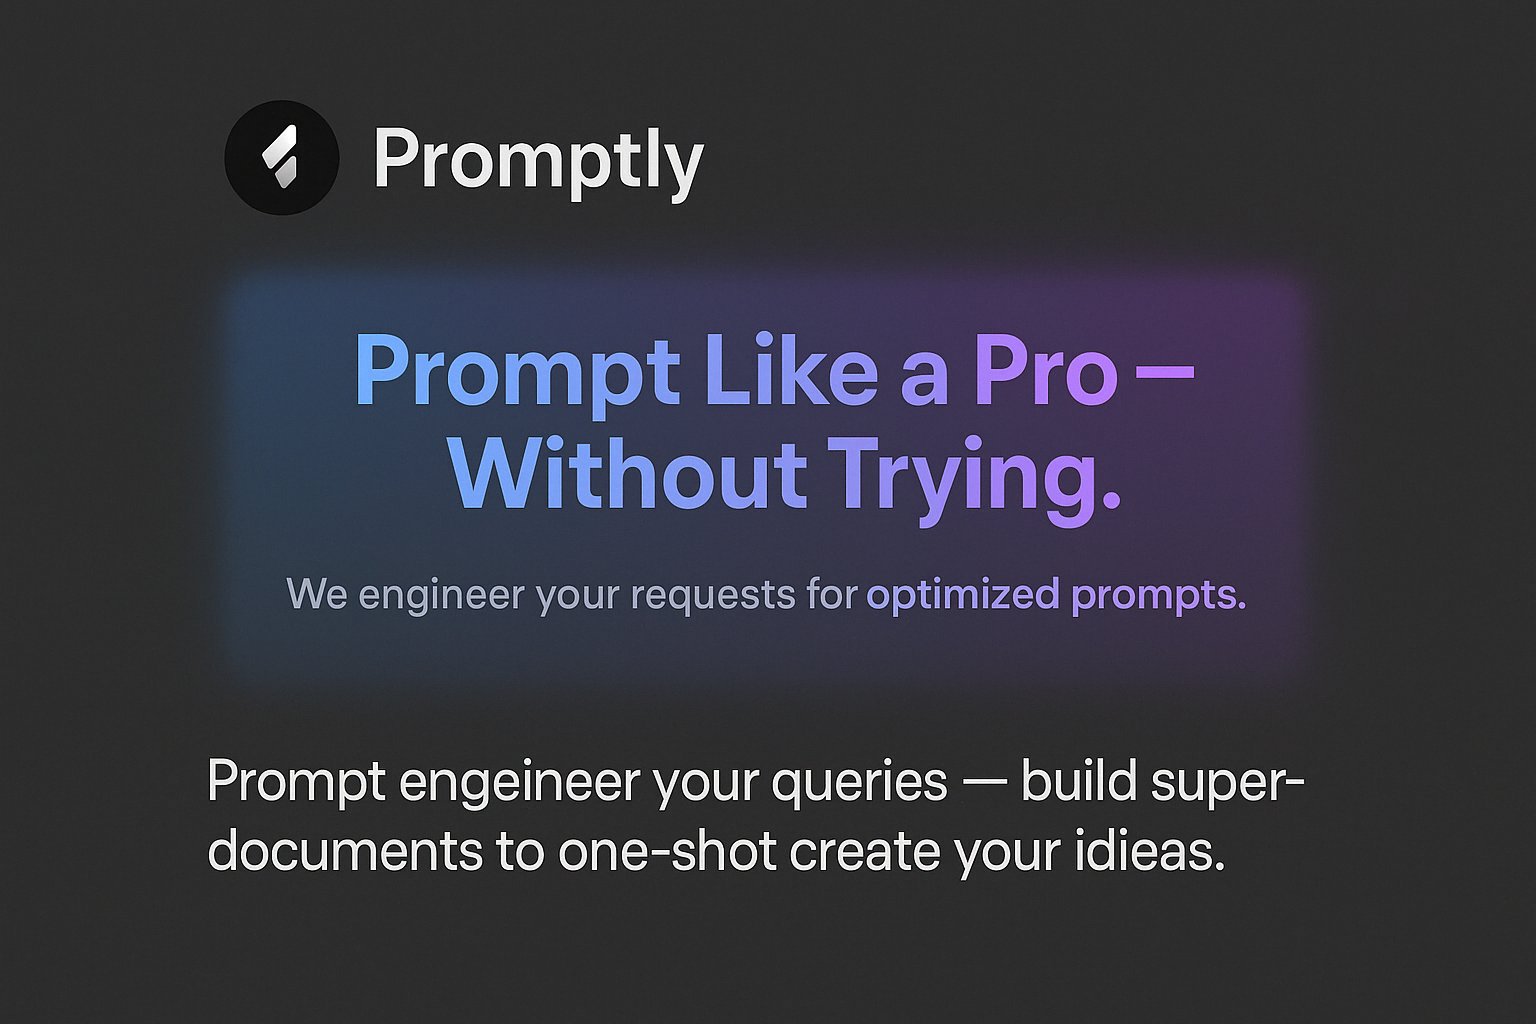 Promptly
Prompt Like a Pro —
Without Trying.
We engineer your requests for optimized prompts.
Prompt engeineer your queries — build super-
documents to one-shot create your idieas.